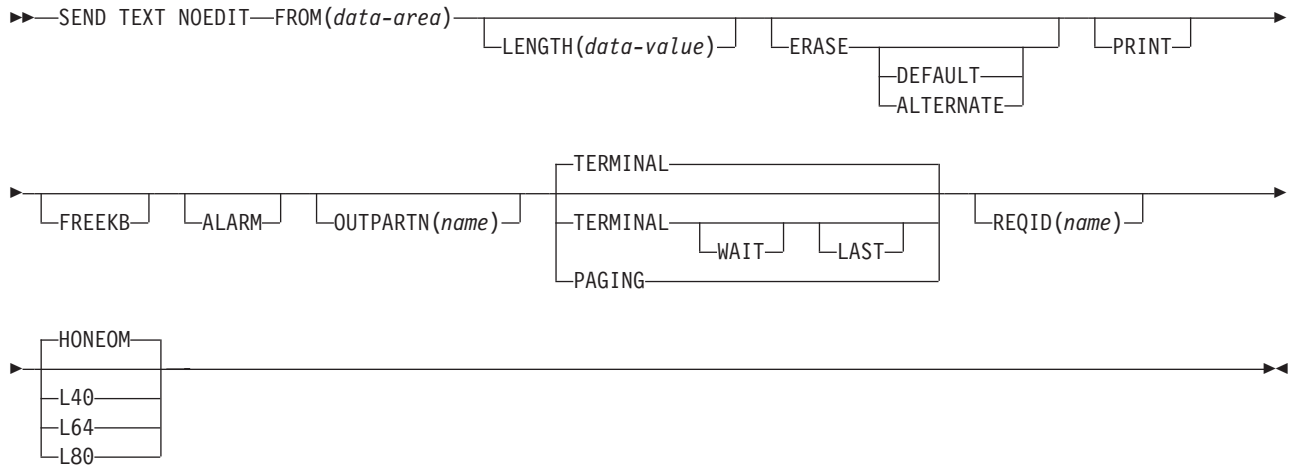 SEND TEXT NOEDIT FROM(data-area)
LENGTH(data-value)
ERASE
DEFAULT
ALTERNATE
PRINT
FREEKB
ALARM
OUTPARTN(name)
TERMINAL
TERMINAL
WAIT
LAST
PAGING
REQID(name)
HONEOM
L40
L64
L80